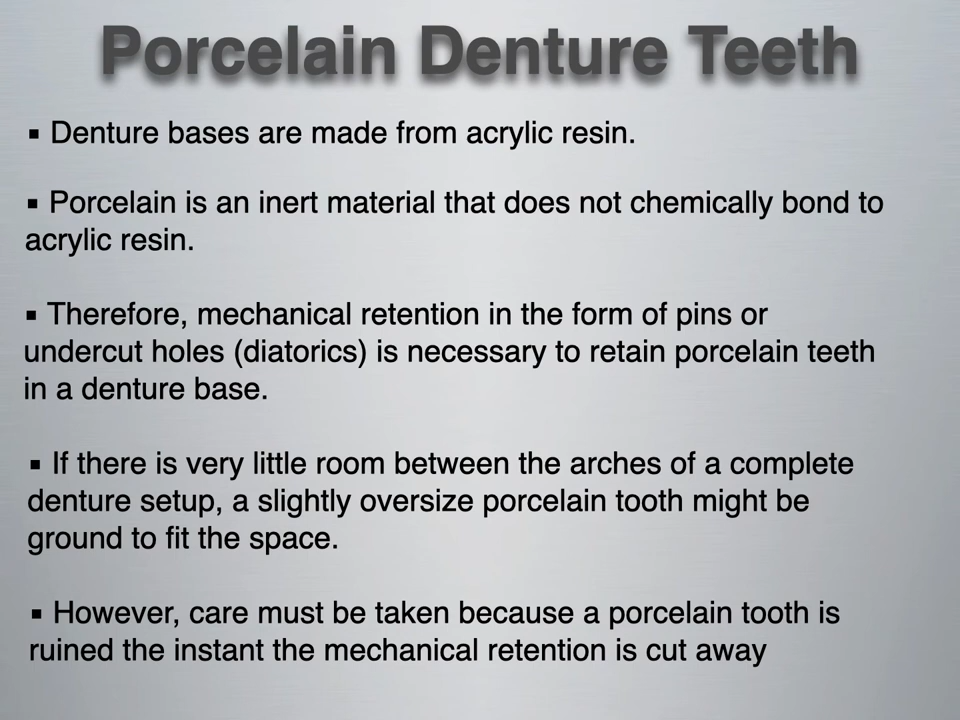 Porcelain Denture Teeth
▪ Denture bases are made from acrylic resin.
▪ Porcelain is an inert material that does not chemically bond to
acrylic resin.
▪ Therefore, mechanical retention in the form of pins or
undercut holes (diatorics) is necessary to retain porcelain teeth
in a denture base.
▪ If there is very little room between the arches of a complete
denture setup, a slightly oversize porcelain tooth might be
ground to fit the space.
▪ However, care must be taken because a porcelain tooth is
ruined the instant the mechanical retention is cut away